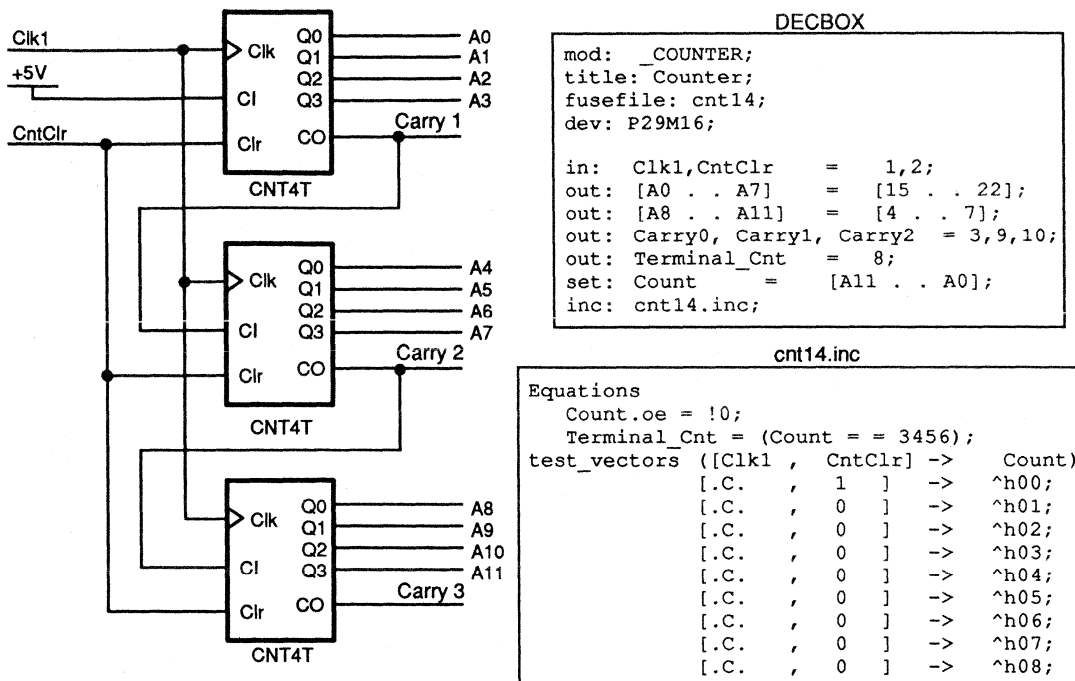 Clk1
+5V
CntClr
Clk
CI
Clr
Q0
Q1
Q2
Q3
CO
A0
A1
A2
A3
Carry 1
CNT4T
Clk
CI
Clr
Q0
Q1
Q2
Q3
CO
A4
A5
A6
A7
Carry 2
CNT4T
Clk
CI
Clr
Q0
Q1
Q2
Q3
CO
A8
A9
A10
A11
Carry 3
CNT4T
DECBOX
mod: _COUNTER;
title: Counter;
fusefile: cnt14;
dev: P29M16;
in: Clk1,CntClr = 1,2;
out: [A0 . . A7] = [15 . . 22];
out: [A8 . . A11] = [4 . . 7];
out: Carry0, Carry1, Carry2 = 3,9,10;
out: Terminal_Cnt = 8;
set: Count = [A11 . . A0];
inc: cnt14.inc;
cnt14.inc
Equations
Count.oe = !0;
Terminal_Cnt = (Count = = 3456);
test_vectors ([Clk1 , CntClr] -> Count)
[.C. , 1 ] -> ^h00;
[.C. , 0 ] -> ^h01;
[.C. , 0 ] -> ^h02;
[.C. , 0 ] -> ^h03;
[.C. , 0 ] -> ^h04;
[.C. , 0 ] -> ^h05;
[.C. , 0 ] -> ^h06;
[.C. , 0 ] -> ^h07;
[.C. , 0 ] -> ^h08;